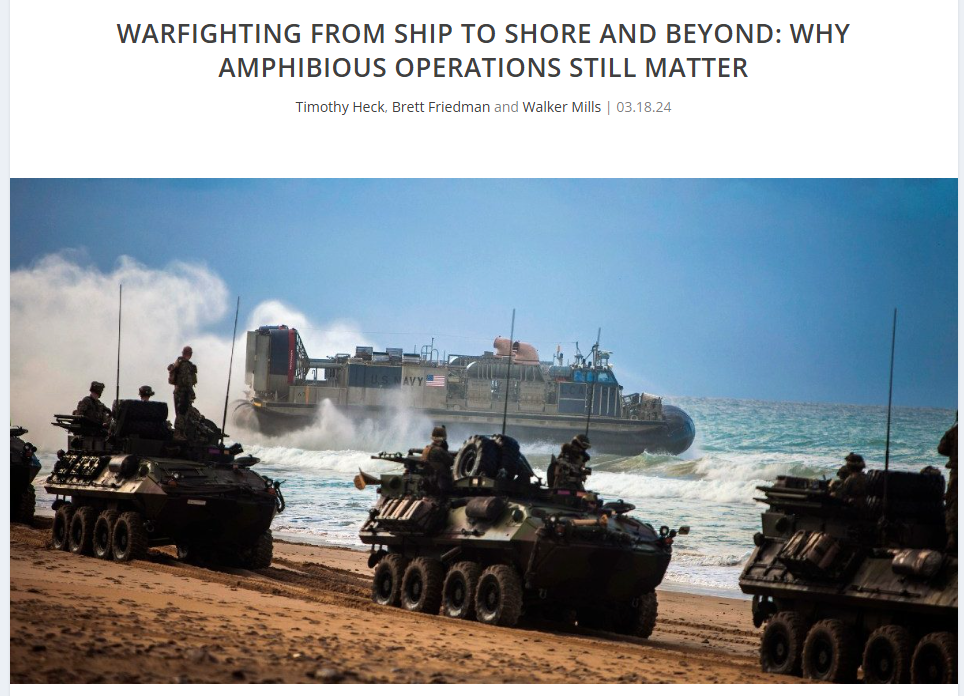 WARFIGHTING FROM SHIP TO SHORE AND BEYOND: WHY
AMPHIBIOUS OPERATIONS STILL MATTER
Timothy Heck, Brett Friedman and Walker Mills | 03.18.24
U.S. NAVY